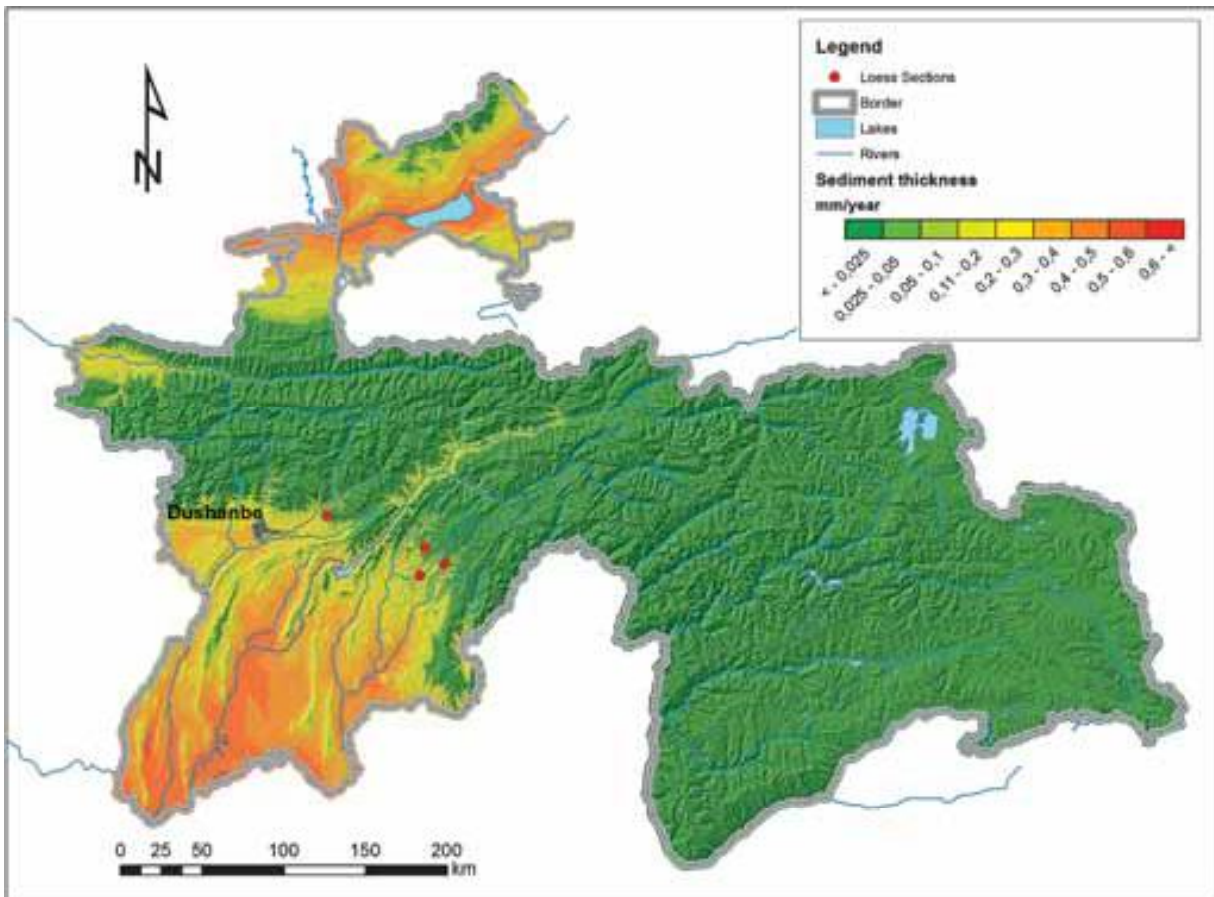 Legend
Loess Sections
Border
Lakes
Rivers
Sediment thickness
mm/year
< - 0,025
0,025 - 0,05
0,05 - 0,1
0,11 - 0,2
0,2 - 0,3
0,3 - 0,4
0,4 - 0,5
0,5 - 0,6
0,6 - <
N
Dushanbe
0 25 50 100 150 200
km